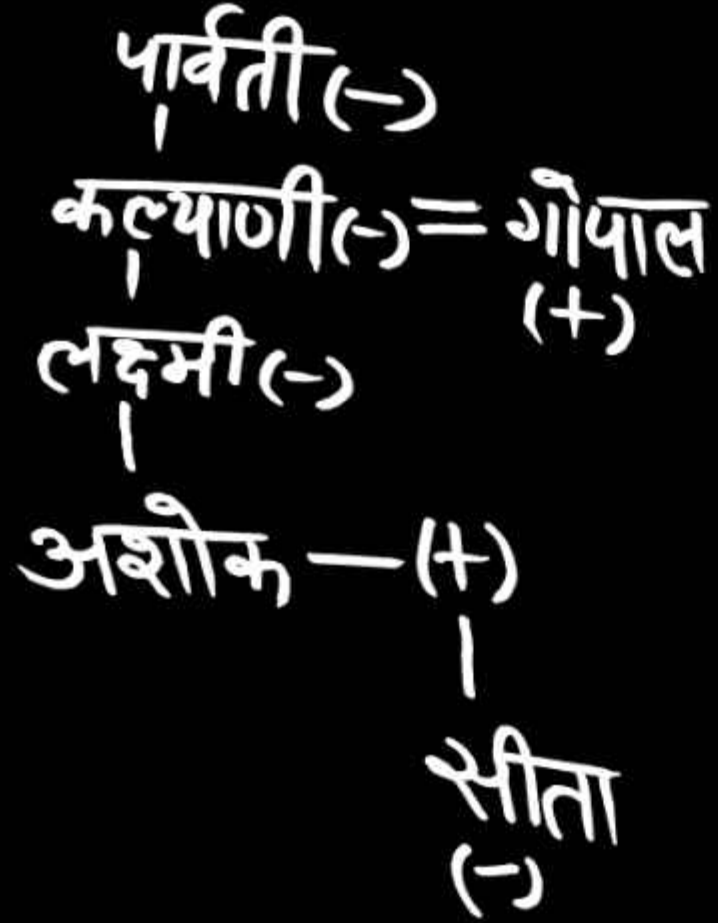 पार्वती (-)
कल्याणी (-) = गोपाल
(+)
लक्ष्मी (-)
अशोक - (+)
सीता
(-)